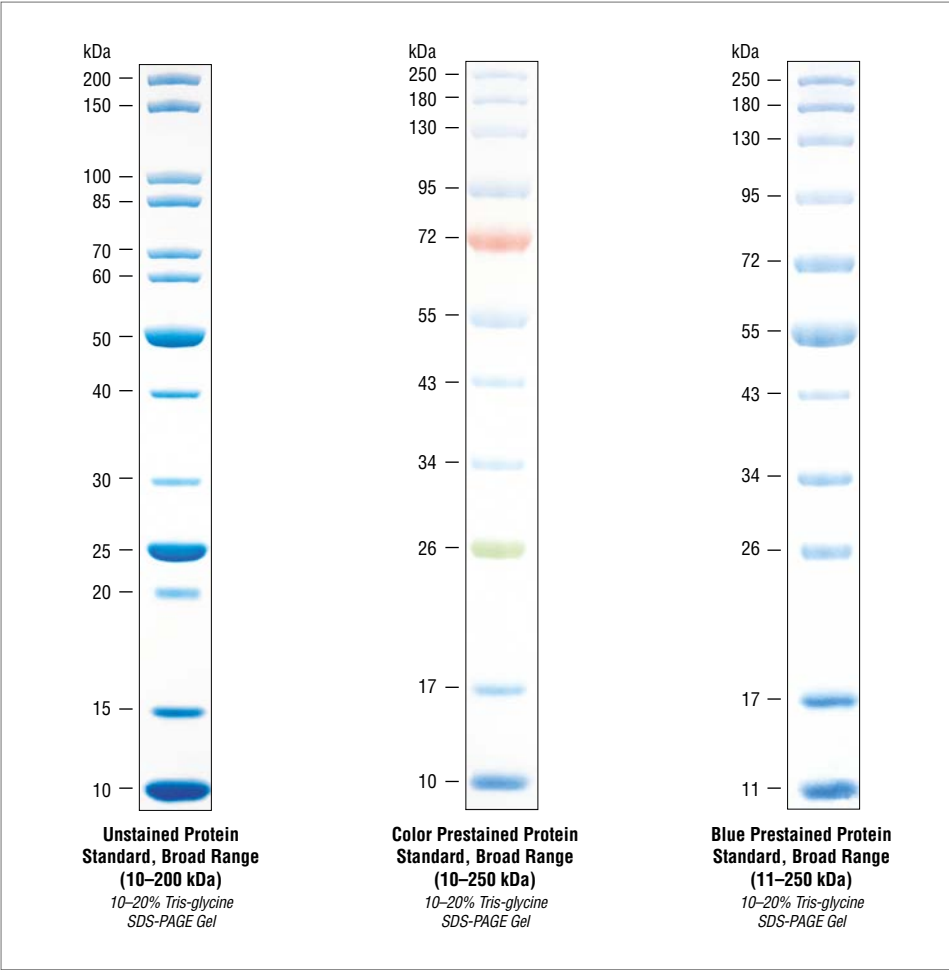 kDa
200
150
100
85
70
60
50
40
30
25
20
15
10
Unstained Protein
Standard, Broad Range
(10–200 kDa)
10–20% Tris-glycine
SDS-PAGE Gel
kDa
250
180
130
95
72
55
43
34
26
17
10
Color Prestained Protein
Standard, Broad Range
(10–250 kDa)
10–20% Tris-glycine
SDS-PAGE Gel
kDa
250
180
130
95
72
55
43
34
26
17
11
Blue Prestained Protein
Standard, Broad Range
(11–250 kDa)
10–20% Tris-glycine
SDS-PAGE Gel